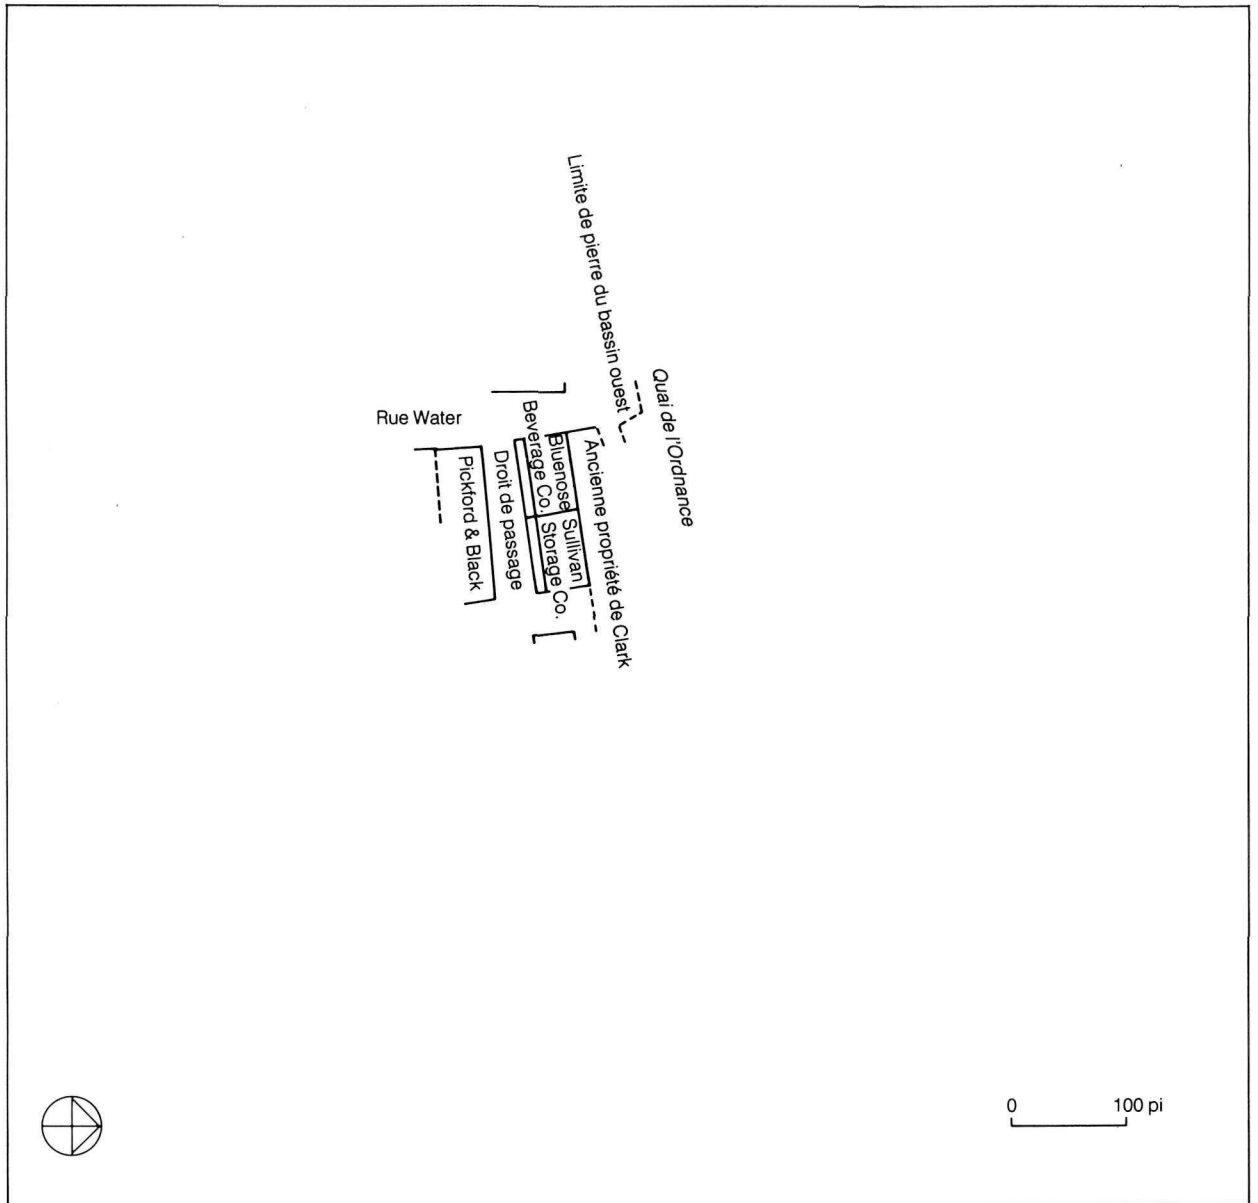 Limite de pierre du bassin ouest
Quai de l'Ordnance
Rue Water
Beverage Co.
Bluenose
Ancienne propriété de Clark
Droit de passage
Pickford & Black
Sullivan
Storage Co.
0 100 pi